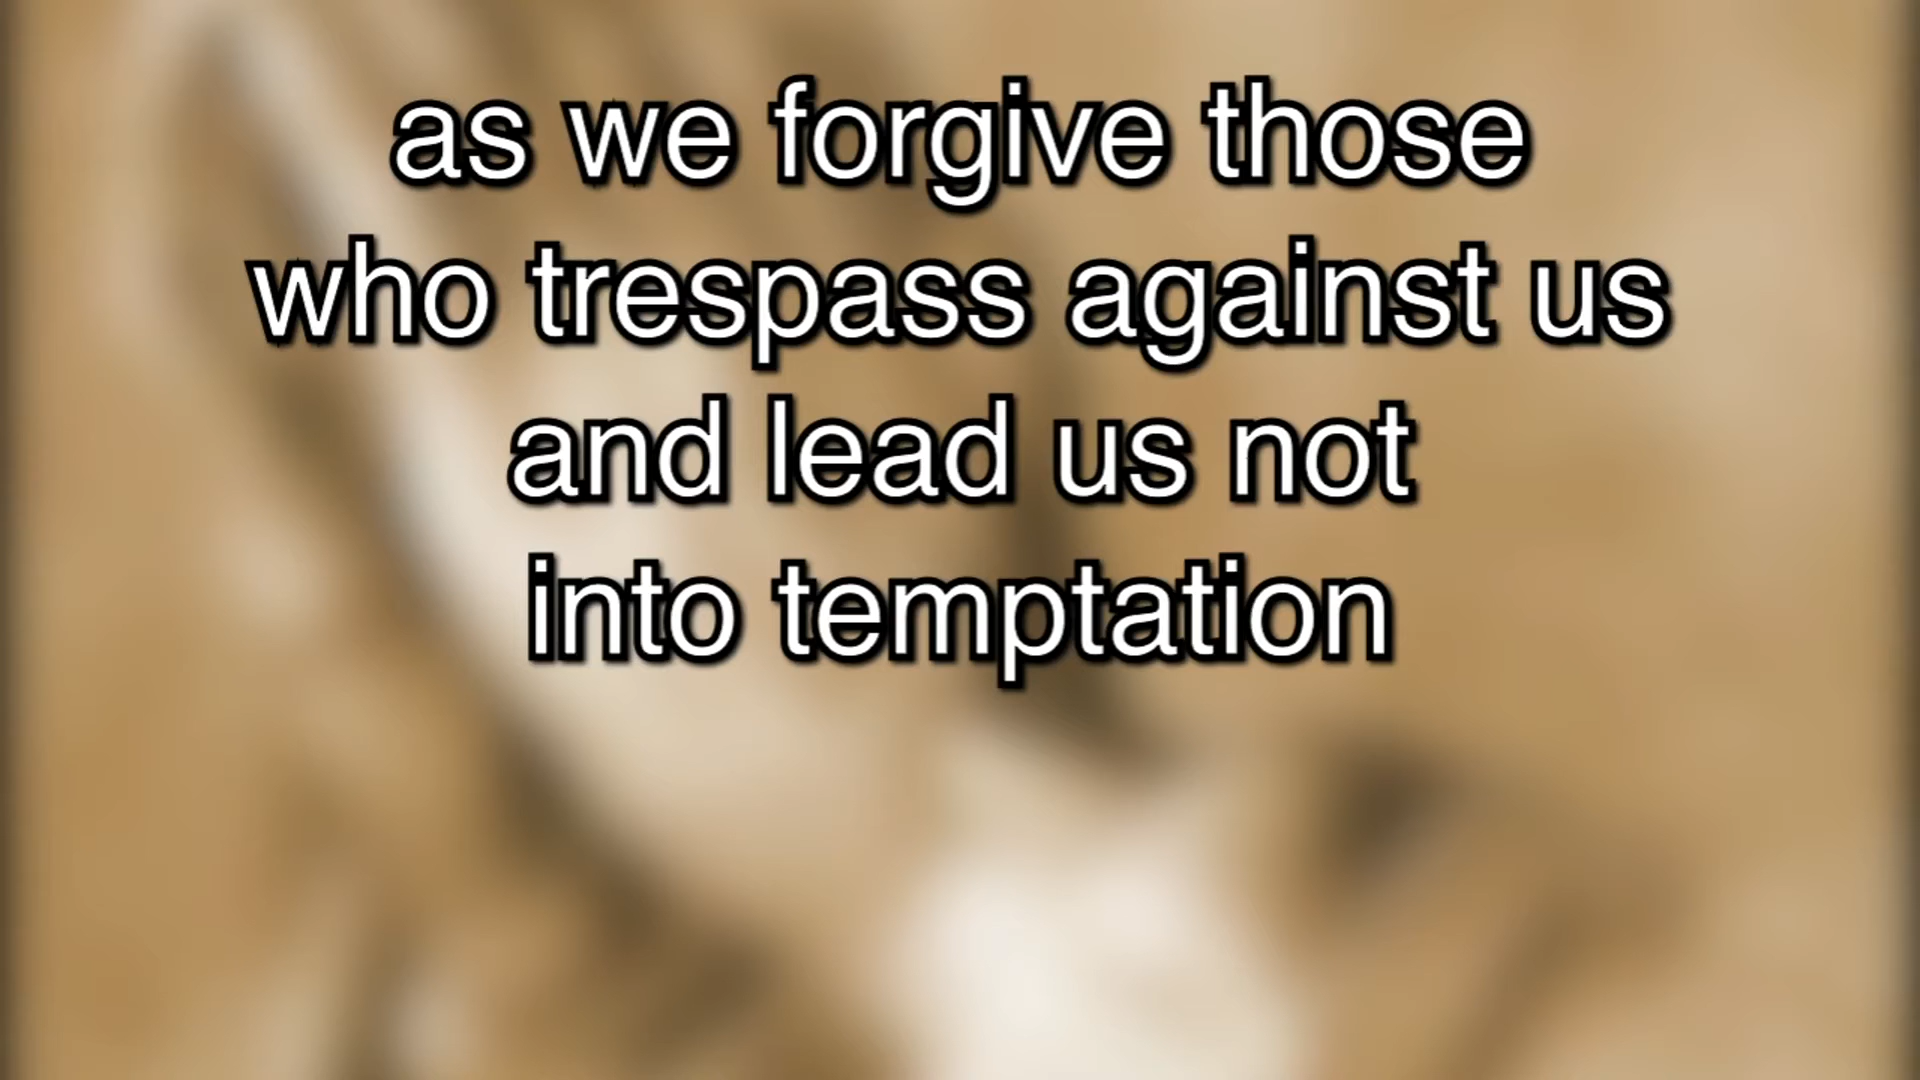 as we forgive those
who trespass against us
and lead us not
into temptation